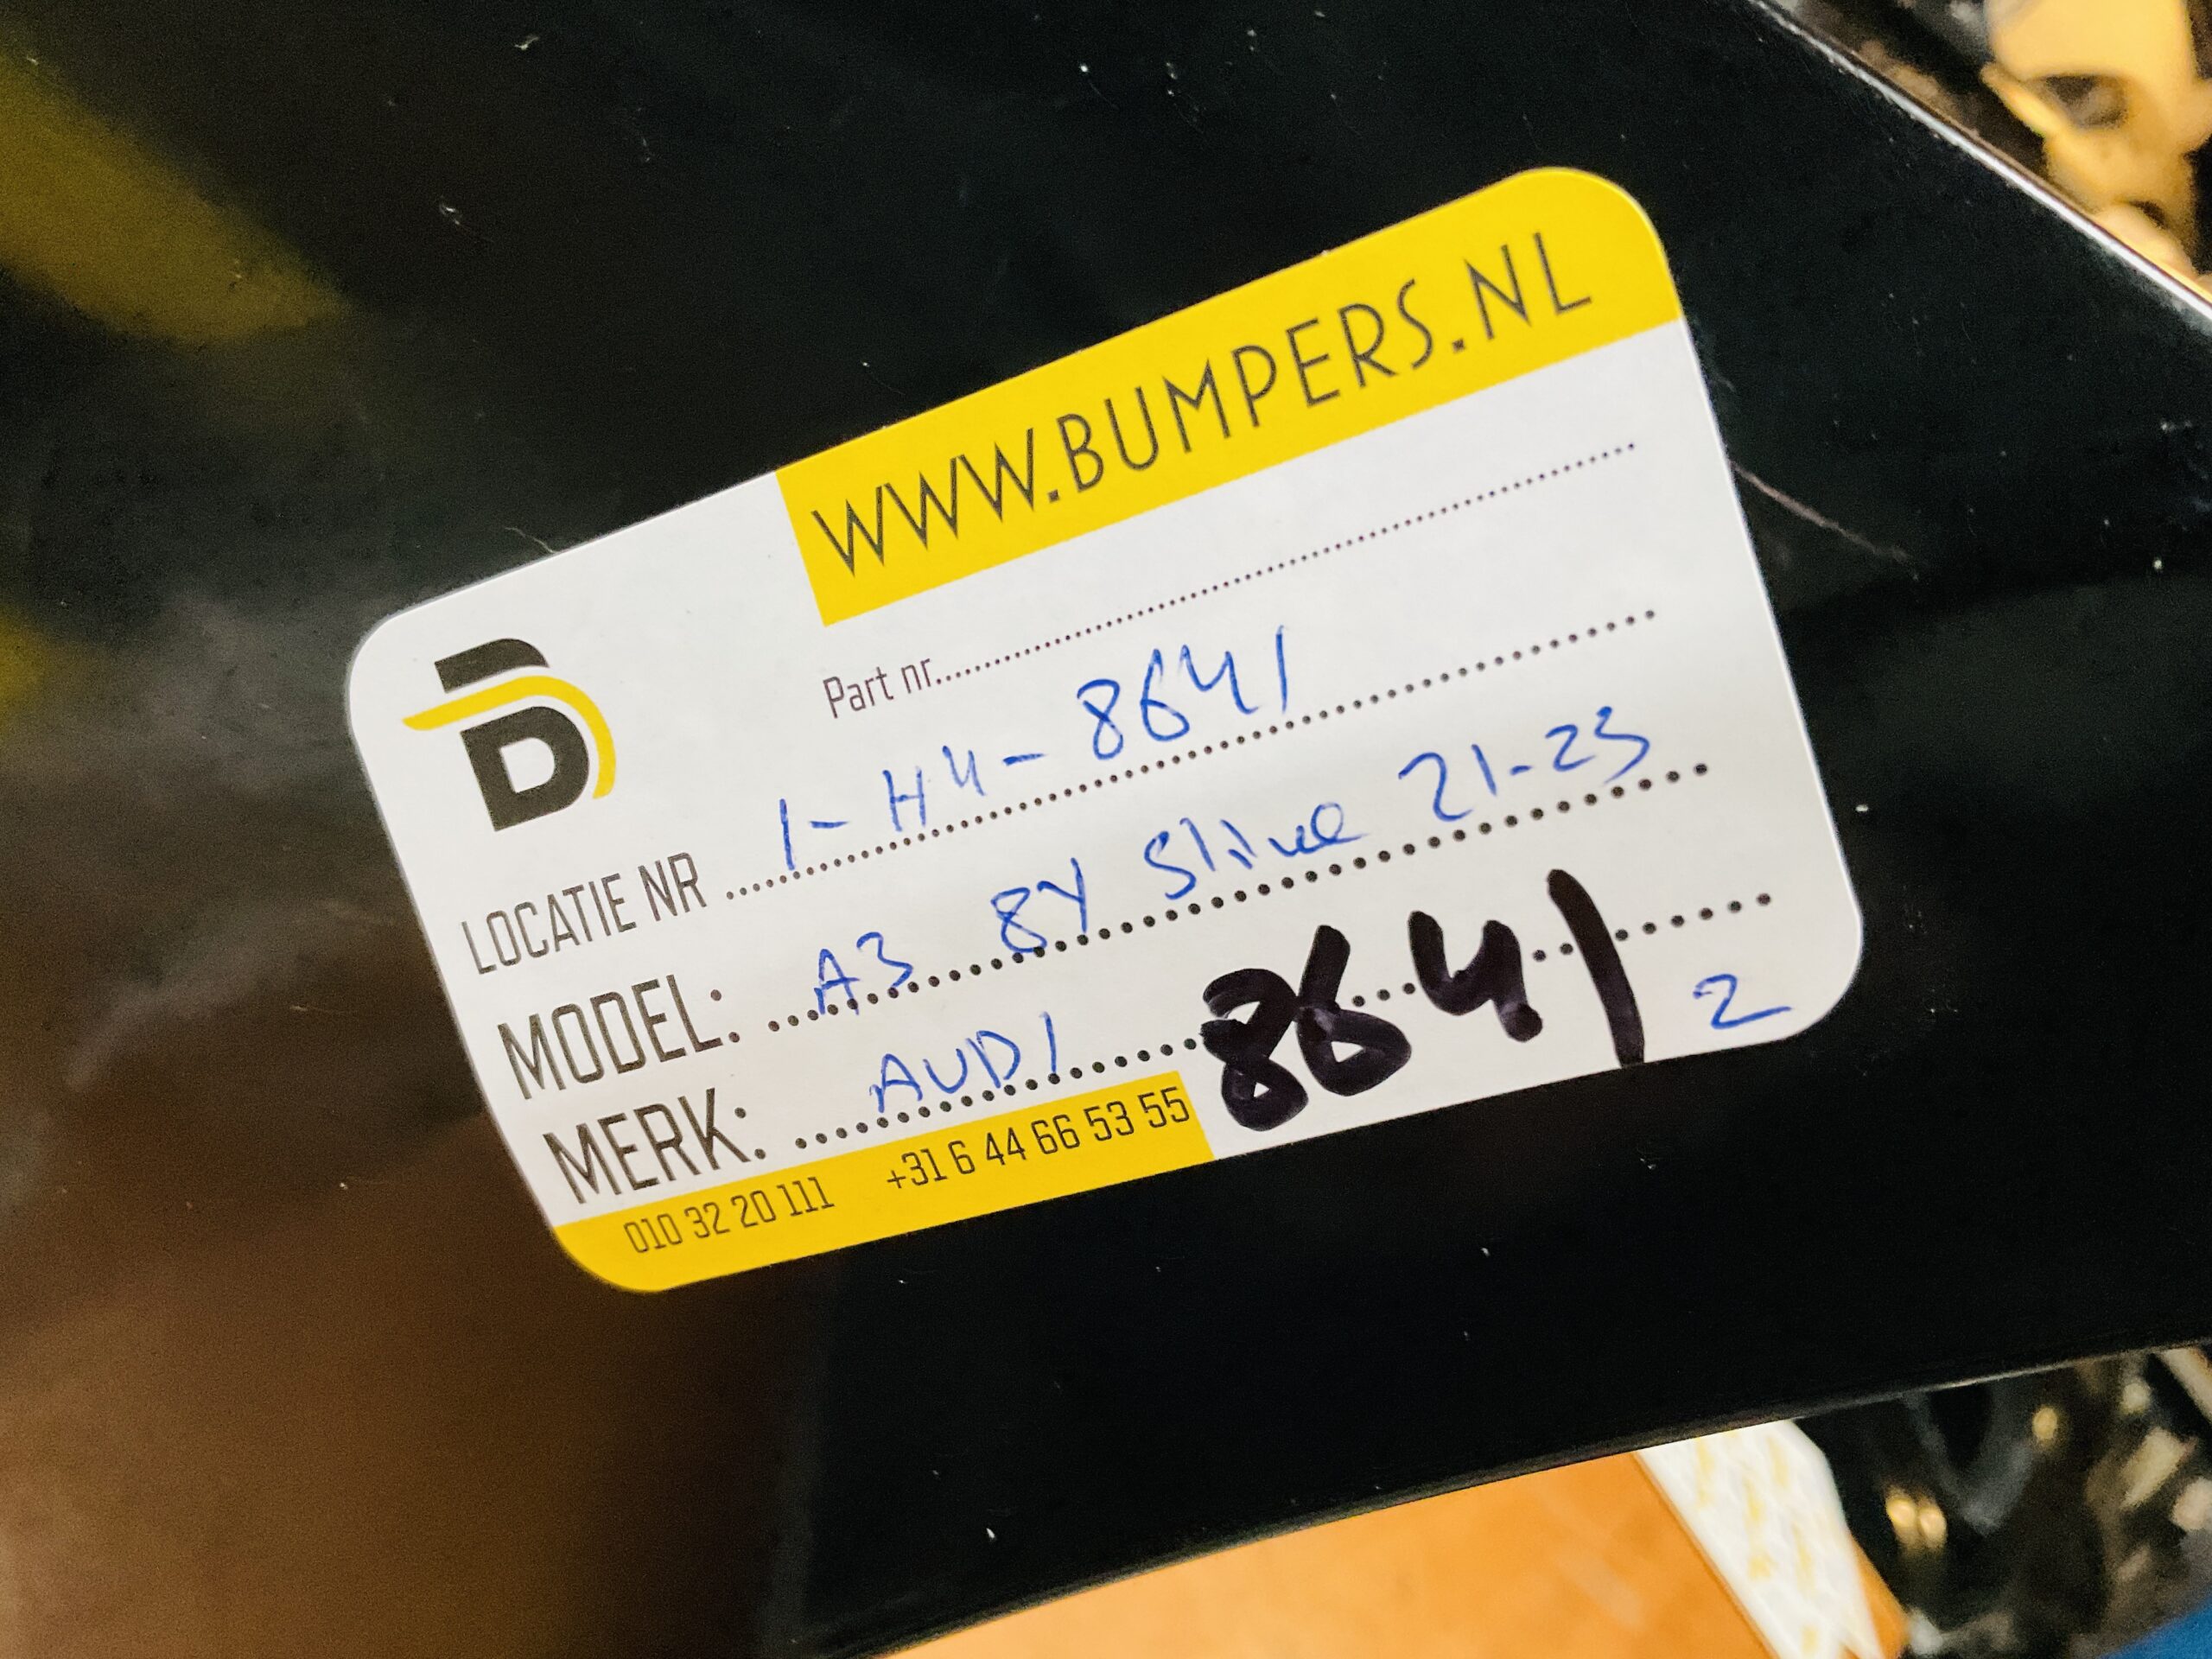 WWW.BUMPERS.NL
Part nr.
LOCATIE NR 1-H4-8641
MODEL: A3 8Y Sline 21-23
MERK: AUDI 8641 2
010 32 20 111 +31 6 44 66 53 55